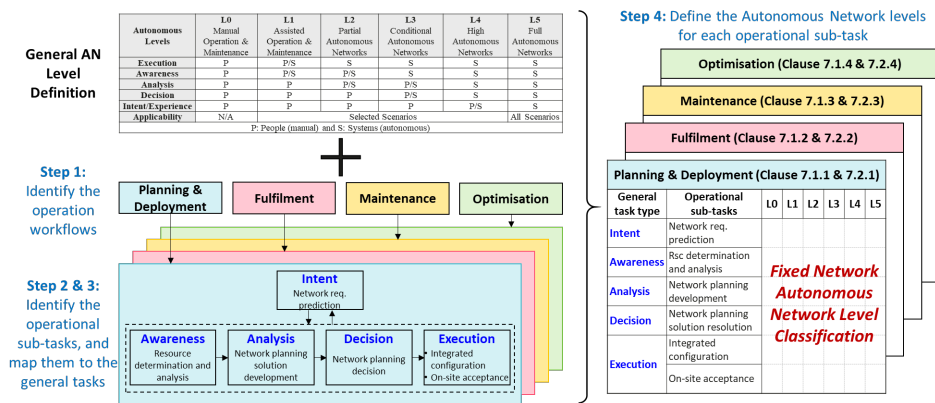 General AN
Level
Definition
Autonomous
Levels
L0
Manual
Operation &
Maintenance
L1
Assisted
Operation &
Maintenance
L2
Partial
Autonomous
Networks
L3
Conditional
Autonomous
Networks
L4
High
Autonomous
Networks
L5
Full
Autonomous
Networks
Execution P P/S S S S S
Awareness P P/S P/S S S S
Analysis P P P/S P/S S S
Decision P P P P/S S S
Intent/Experience P P P P P/S S
Applicability N/A Selected Scenarios All Scenarios
P: People (manual) and S: Systems (autonomous)
+
Step 1:
Identify the
operation
workflows
Planning &
Deployment
Fulfilment
Maintenance
Optimisation
Step 2 & 3:
Identify the
operational
sub-tasks, and
map them to the
general tasks
Intent
Network req.
prediction
Awareness
Resource
determination and
analysis
Analysis
Network planning
solution
development
Decision
Network planning
decision
Execution
• Integrated
configuration
• On-site acceptance
Step 4: Define the Autonomous Network levels
for each operational sub-task
Optimisation (Clause 7.1.4 & 7.2.4)
Maintenance (Clause 7.1.3 & 7.2.3)
Fulfilment (Clause 7.1.2 & 7.2.2)
Planning & Deployment (Clause 7.1.1 & 7.2.1)
General
task type
Operational
sub-tasks
L0 L1 L2 L3 L4 L5
Intent
Network req.
prediction
Awareness
Rsc determination
and analysis
Analysis
Network planning
development
Decision
Network planning
solution resolution
Execution
Integrated
configuration
On-site acceptance
Fixed Network
Autonomous
Network Level
Classification